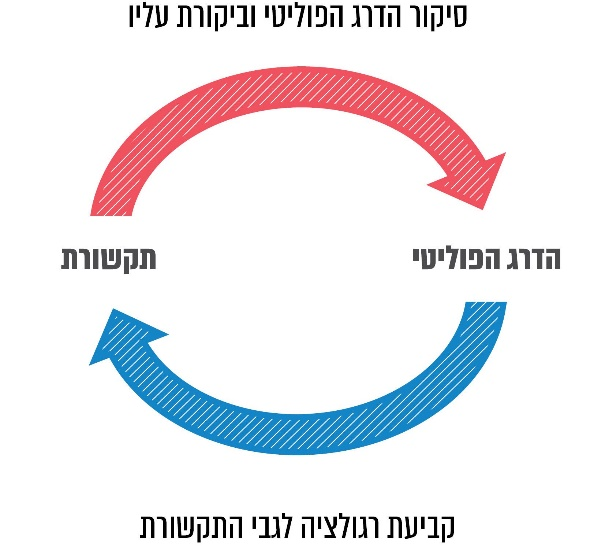 סיקור הדרג הפוליטי וביקורת עליו
הדרג הפוליטי
תקשורת
קביעת רגולציה לגבי התקשורת